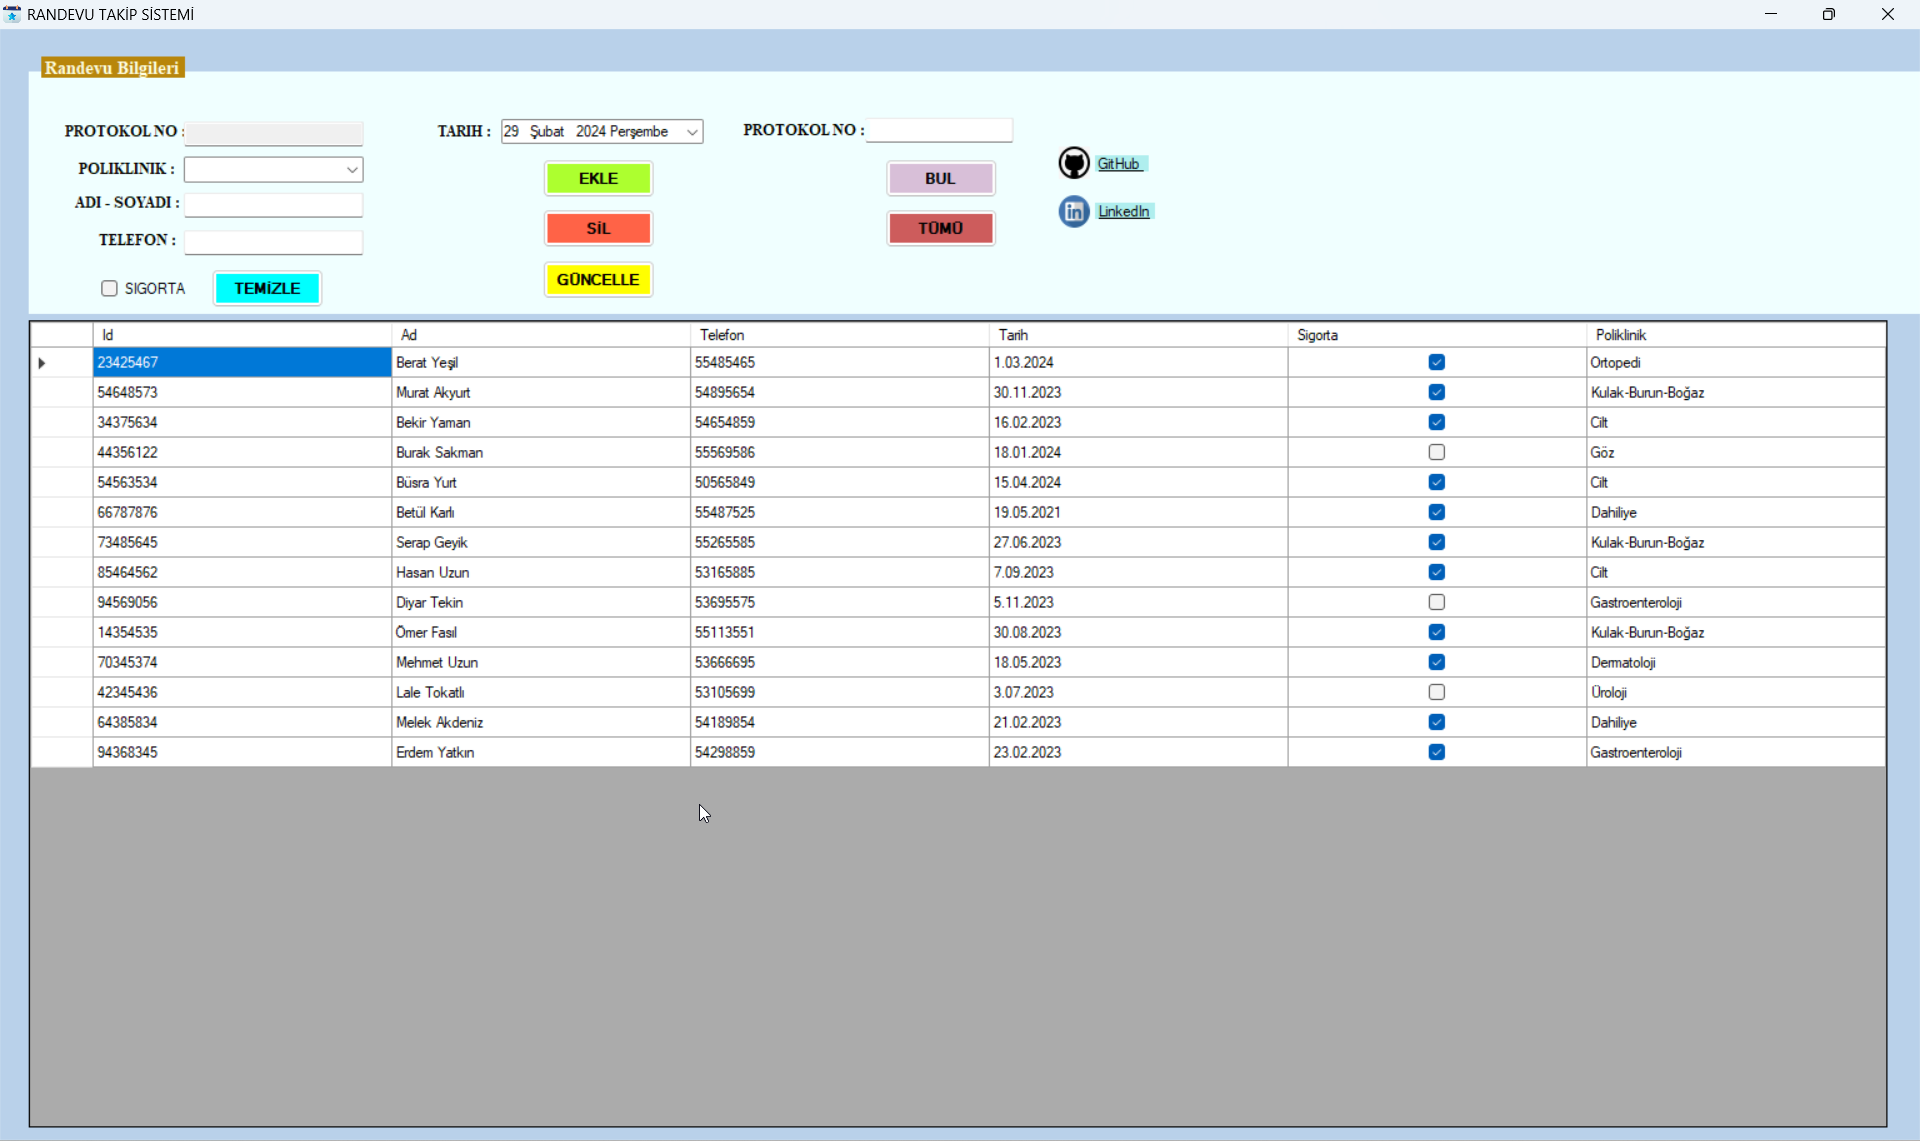 RANDEVU TAKİP SİSTEMİ
Randevu Bilgileri
PROTOKOL NO :
TARIH : 29 Şubat 2024 Perşembe
PROTOKOL NO :
POLIKLINIK :
EKLE
BUL
GitHub
ADI - SOYADI :
SİL
TÜMÜ
LinkedIn
TELEFON :
GÜNCELLE
SIGORTA
TEMİZLE
Id Ad Telefon Tarih Sigorta Poliklinik
23425467 Berat Yeşil 55485465 1.03.2024 Ortopedi
54648573 Murat Akyurt 54895654 30.11.2023 Kulak-Burun-Boğaz
34375634 Bekir Yaman 54654859 16.02.2023 Cilt
44356122 Burak Sakman 55569586 18.01.2024 Göz
54563534 Büsra Yurt 50565849 15.04.2024 Cilt
66787876 Betül Karlı 55487525 19.05.2021 Dahiliye
73485645 Serap Geyik 55265585 27.06.2023 Kulak-Burun-Boğaz
85464562 Hasan Uzun 53165885 7.09.2023 Cilt
94569056 Diyar Tekin 53695575 5.11.2023 Gastroenteroloji
14354535 Ömer Fasıl 55113551 30.08.2023 Kulak-Burun-Boğaz
70345374 Mehmet Uzun 53666695 18.05.2023 Dermatoloji
42345436 Lale Tokatlı 53105699 3.07.2023 Üroloji
64385834 Melek Akdeniz 54189854 21.02.2023 Dahiliye
94368345 Erdem Yatkın 54298859 23.02.2023 Gastroenteroloji